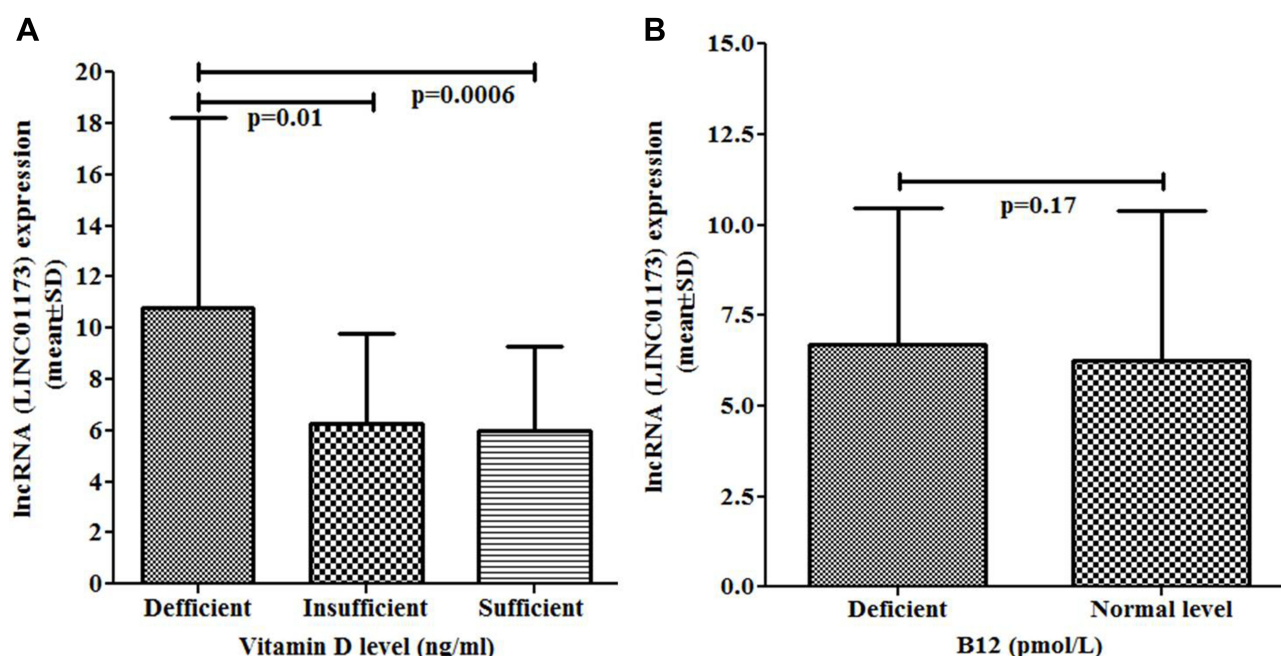 A
lncRNA (LINC01173) expression
(mean±SD)
20
18
16
14
12
10
8
6
4
2
0
p=0.0006
p=0.01
Defficient Insufficient Sufficient
Vitamin D level (ng/ml)
B
lncRNA (LINC01173) expression
(mean±SD)
15.0
12.5
10.0
7.5
5.0
2.5
0.0
p=0.17
Deficient Normal level
B12 (pmol/L)